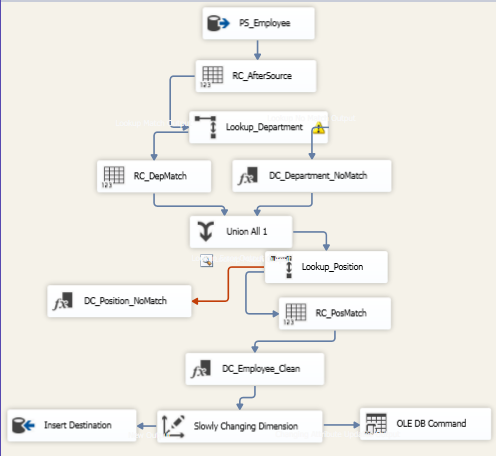 PS_Employee
RC_AfterSource
Lookup_Department
RC_DepMatch
DC_Department_NoMatch
Union All 1
Lookup_Position
DC_Position_NoMatch
RC_PosMatch
DC_Employee_Clean
Insert Destination
Slowly Changing Dimension
OLE DB Command